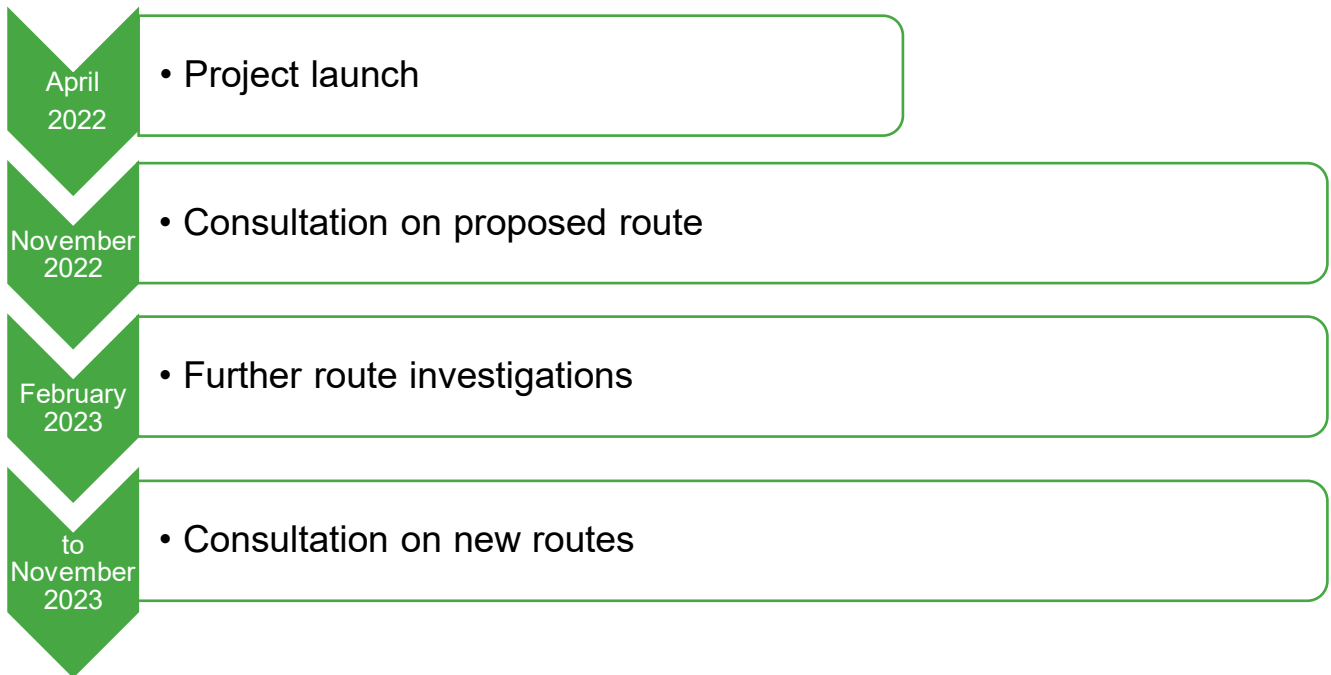 April
2022
• Project launch
November
2022
• Consultation on proposed route
February
2023
• Further route investigations
to
November
2023
• Consultation on new routes